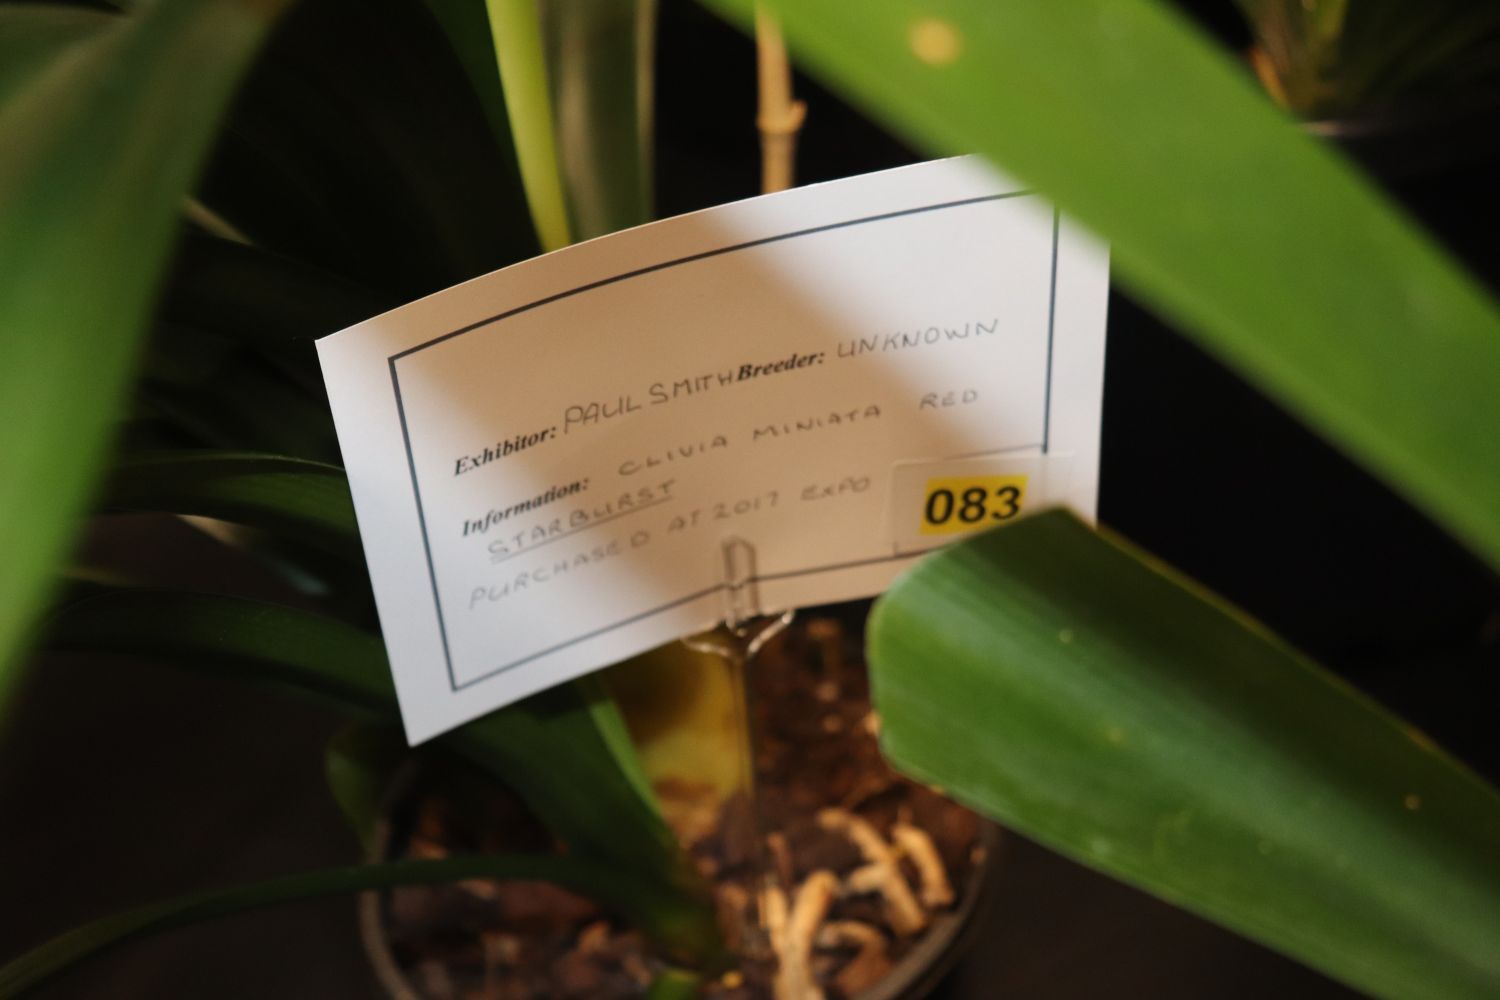 Exhibitor: PAUL SMITH Breeder: UNKNOWN
Information: CLIVIA MINIATA RED
STARBURST
PURCHASED AT 2017 EXPO
083